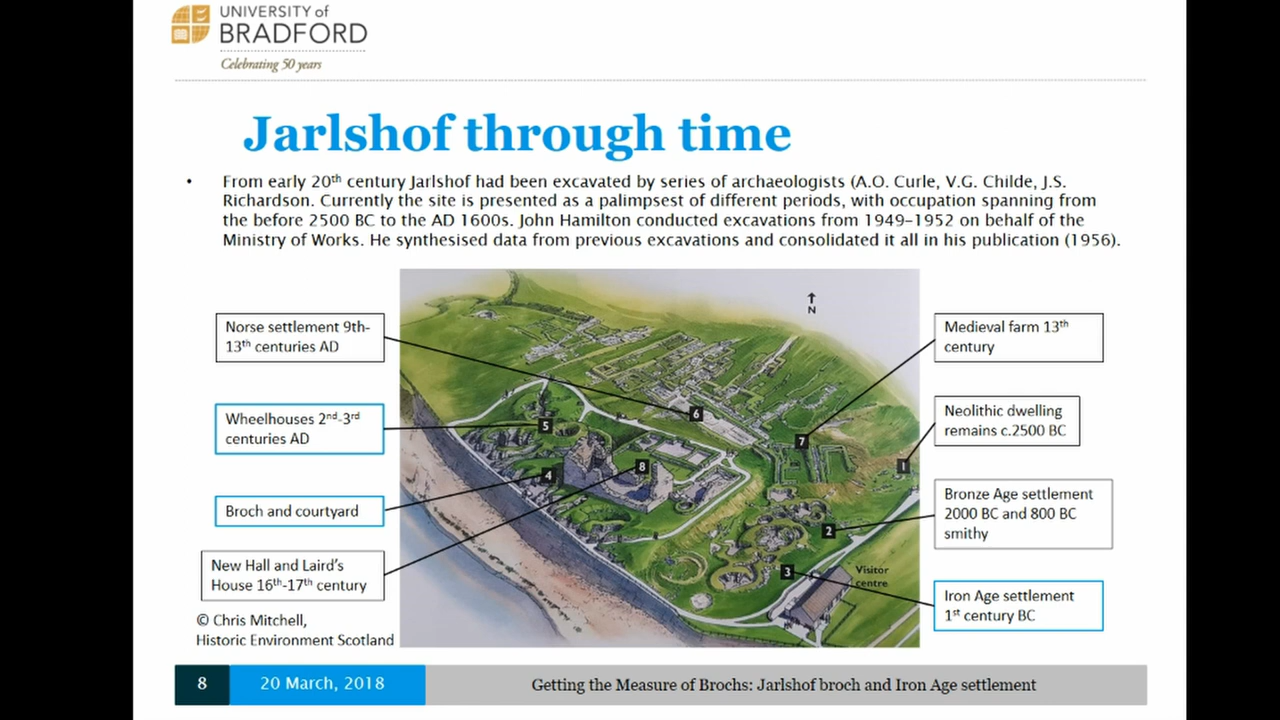 UNIVERSITY of
BRADFORD
Celebrating 50 years
Jarlshof through time
• From early 20th century Jarlshof had been excavated by series of archaeologists (A.O. Curle, V.G. Childe, J.S.
Richardson. Currently the site is presented as a palimpsest of different periods, with occupation spanning from
the before 2500 BC to the AD 1600s. John Hamilton conducted excavations from 1949–1952 on behalf of the
Ministry of Works. He synthesised data from previous excavations and consolidated it all in his publication (1956).
Norse settlement 9th-
13th centuries AD
Wheelhouses 2nd-3rd
centuries AD
Broch and courtyard
New Hall and Laird's
House 16th-17th century
© Chris Mitchell,
Historic Environment Scotland
N
6
5
8
4
7
1
2
3
Visitor
centre
Medieval farm 13th
century
Neolithic dwelling
remains c.2500 BC
Bronze Age settlement
2000 BC and 800 BC
smithy
Iron Age settlement
1st century BC
8
20 March, 2018
Getting the Measure of Brochs: Jarlshof broch and Iron Age settlement